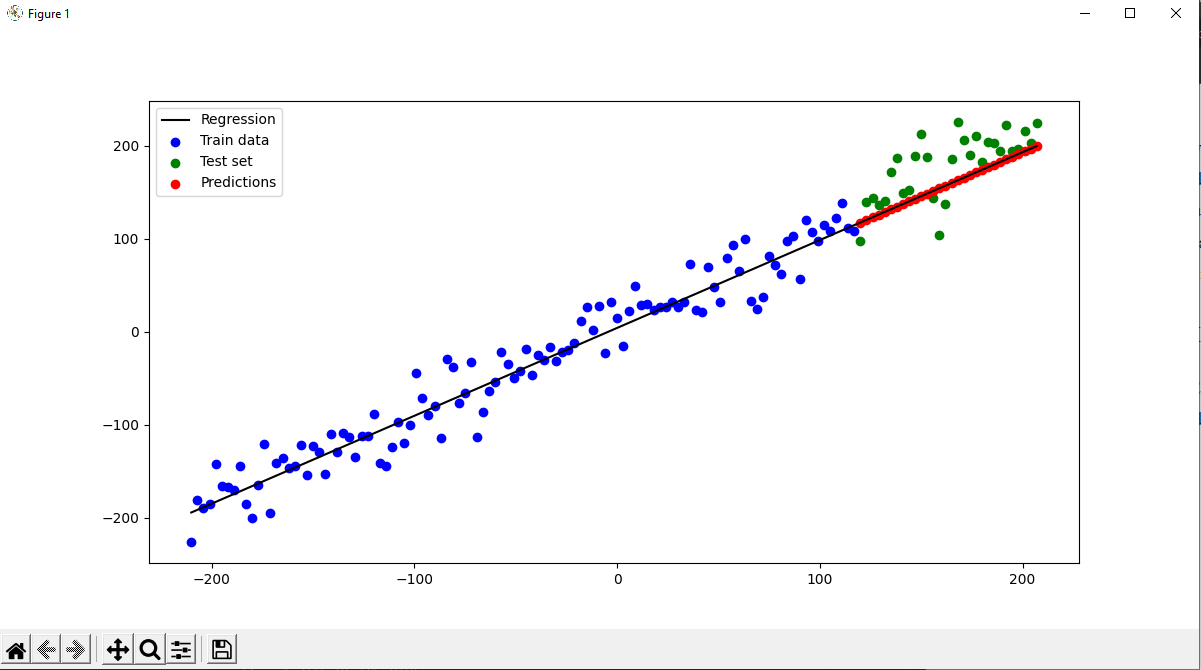 Figure 1
Regression
Train data
Test set
Predictions
200
100
0
−100
−200
−200 −100 0 100 200